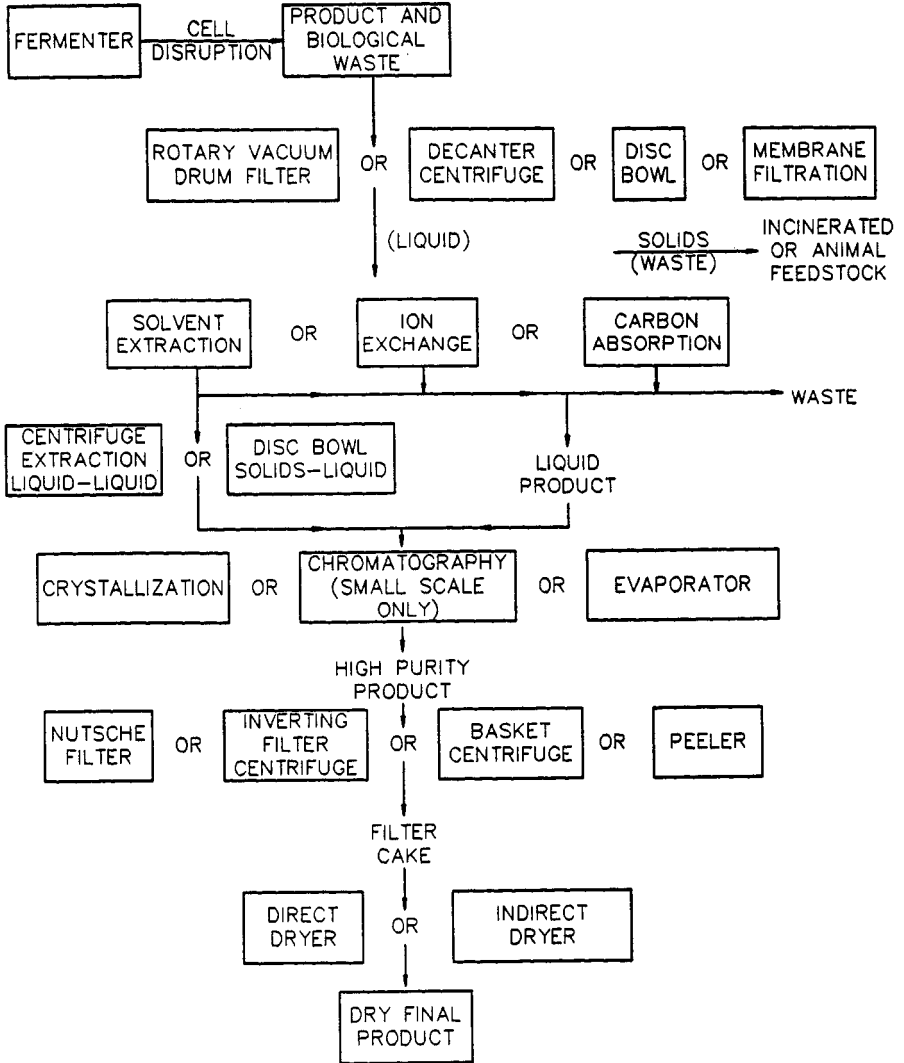 FERMENTER
CELL
DISRUPTION
PRODUCT AND
BIOLOGICAL
WASTE
ROTARY VACUUM
DRUM FILTER
OR
DECANTER
CENTRIFUGE
OR
DISC
BOWL
OR
MEMBRANE
FILTRATION
(LIQUID)
SOLIDS
(WASTE)
INCINERATED
OR ANIMAL
FEEDSTOCK
SOLVENT
EXTRACTION
OR
ION
EXCHANGE
OR
CARBON
ABSORPTION
WASTE
CENTRIFUGE
EXTRACTION
LIQUID-LIQUID
OR
DISC BOWL
SOLIDS-LIQUID
LIQUID
PRODUCT
CRYSTALLIZATION
OR
CHROMATOGRAPHY
(SMALL SCALE
ONLY)
OR
EVAPORATOR
HIGH PURITY
PRODUCT
NUTSCHE
FILTER
OR
INVERTING
FILTER
CENTRIFUGE
OR
BASKET
CENTRIFUGE
OR
PEELER
FILTER
CAKE
DIRECT
DRYER
OR
INDIRECT
DRYER
DRY FINAL
PRODUCT